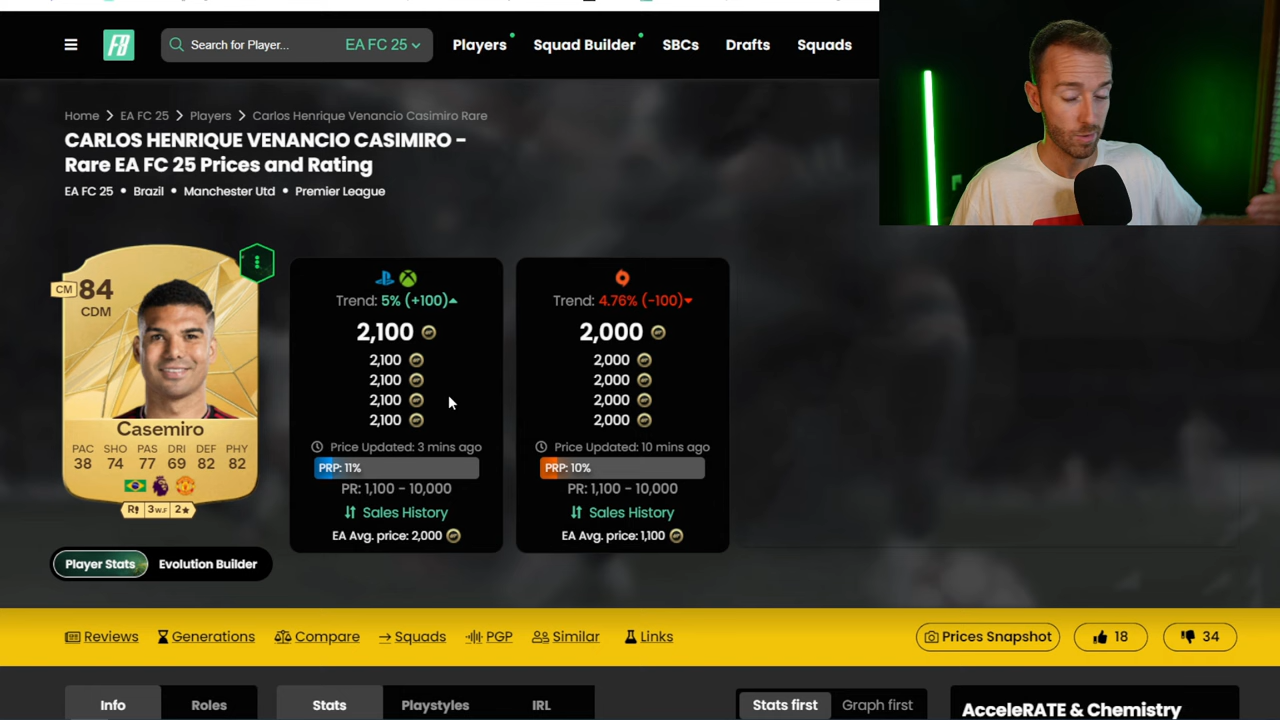 FB
Search for Player...
EA FC 25
Players
Squad Builder
SBCs
Drafts
Squads
Home > EA FC 25 > Players > Carlos Henrique Venancio Casimiro Rare
CARLOS HENRIQUE VENANCIO CASIMIRO -
Rare EA FC 25 Prices and Rating
EA FC 25 • Brazil • Manchester Utd • Premier League
CM
84
CDM
Casemiro
PAC SHO PAS DRI DEF PHY
38 74 77 69 82 82
R 3 W.F 2★
Trend: 5% (+100)
2,100
2,100
2,100
2,100
2,100
Price Updated: 3 mins ago
PRP: 11%
PR: 1,100 - 10,000
Sales History
EA Avg. price: 2,000
Trend: 4.76% (-100)
2,000
2,000
2,000
2,000
2,000
Price Updated: 10 mins ago
PRP: 10%
PR: 1,100 - 10,000
Sales History
EA Avg. price: 1,100
Player Stats
Evolution Builder
Reviews
Generations
Compare
Squads
PGP
Similar
Links
Prices Snapshot
18
34
Info
Roles
Stats
Playstyles
IRL
Stats first
Graph first
AcceleRATE & Chemistry